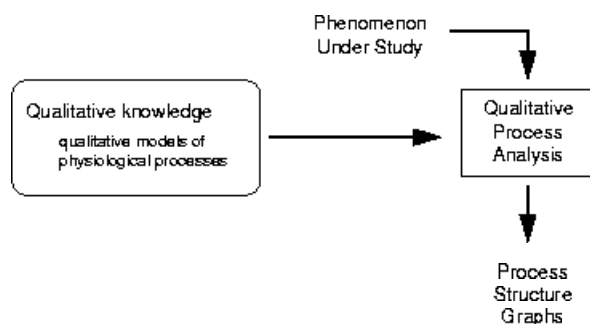 Phenomenon
Under Study
Qualitative knowledge
qualitative models of
physiological processes
Qualitative
Process
Analysis
Process
Structure
Graphs